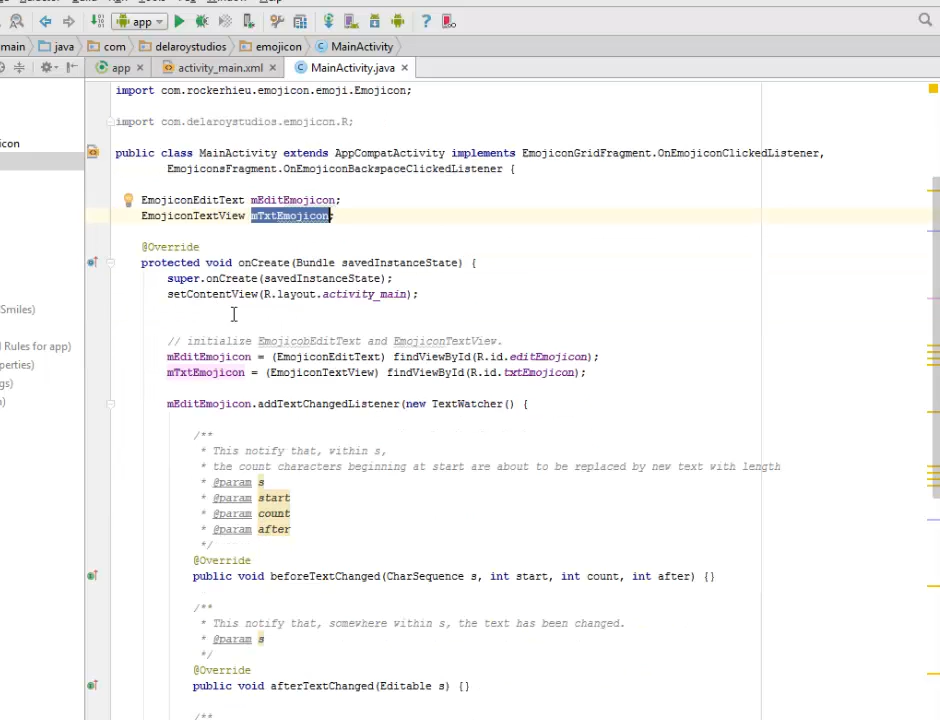 app
main java com delaroystudios emojicon MainActivity
app activity_main.xml MainActivity.java
import com.rockerhieu.emojicon.emoji.Emojicon;
import com.delaroystudios.emojicon.R;
icon
public class MainActivity extends AppCompatActivity implements EmojiconGridFragment.OnEmojiconClickedListener,
EmojiconsFragment.OnEmojiconBackspaceClickedListener {
EmojiconEditText mEditEmojicon;
EmojiconTextView mTxtEmojicon;
@Override
protected void onCreate(Bundle savedInstanceState) {
super.onCreate(savedInstanceState);
setContentView(R.layout.activity_main);
Smiles)
// initialize EmojicobEditText and EmojiconTextView.
Rules for app)
mEditEmojicon = (EmojiconEditText) findViewById(R.id.editEmojicon);
perties)
mTxtEmojicon = (EmojiconTextView) findViewById(R.id.txtEmojicon);
gs)
mEditEmojicon.addTextChangedListener(new TextWatcher() {
/**
* This notify that, within s,
* the count characters beginning at start are about to be replaced by new text with length
* @param s
* @param start
* @param count
* @param after
*/
@Override
public void beforeTextChanged(CharSequence s, int start, int count, int after) {}
/**
* This notify that, somewhere within s, the text has been changed.
* @param s
*/
@Override
public void afterTextChanged(Editable s) {}
/**